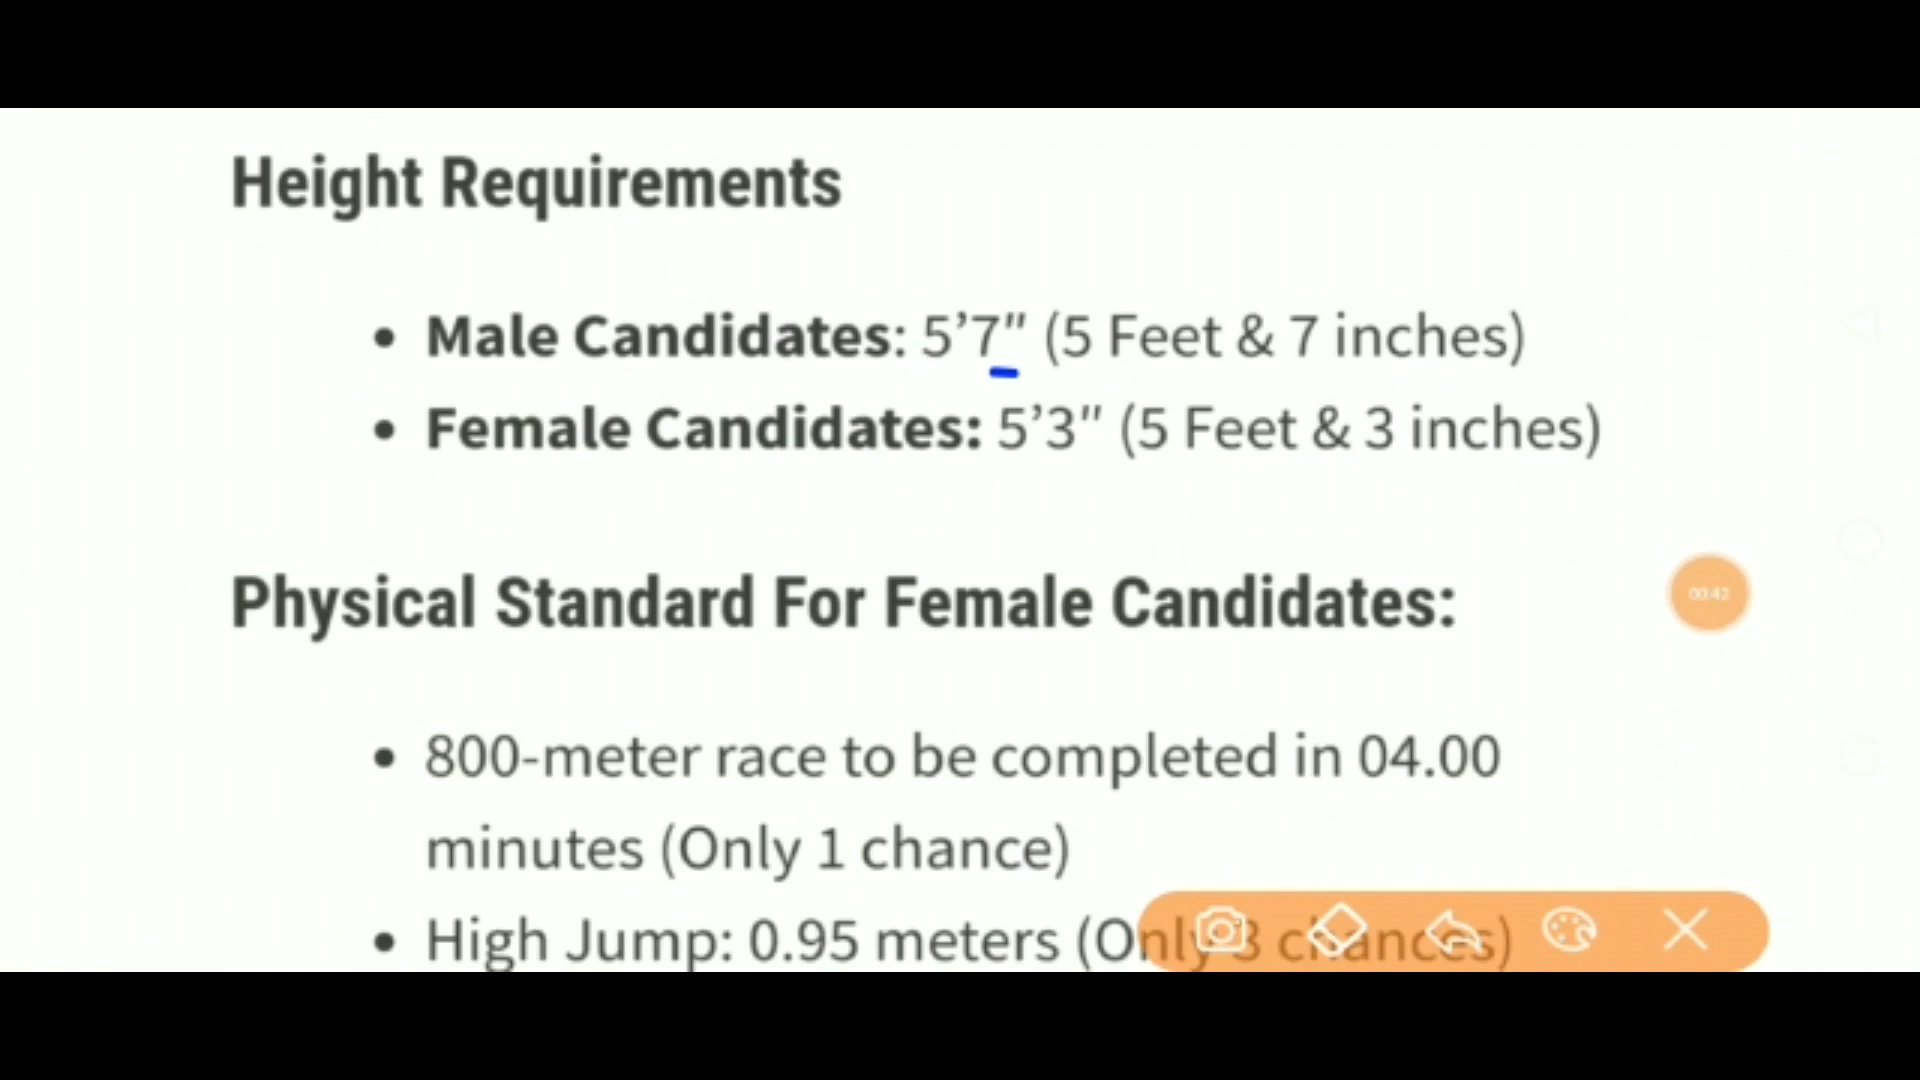 Height Requirements
• Male Candidates: 5’7″ (5 Feet & 7 inches)
• Female Candidates: 5’3″ (5 Feet & 3 inches)
Physical Standard For Female Candidates:
00:42
• 800-meter race to be completed in 04.00
minutes (Only 1 chance)
• High Jump: 0.95 meters (Only 3 chances)